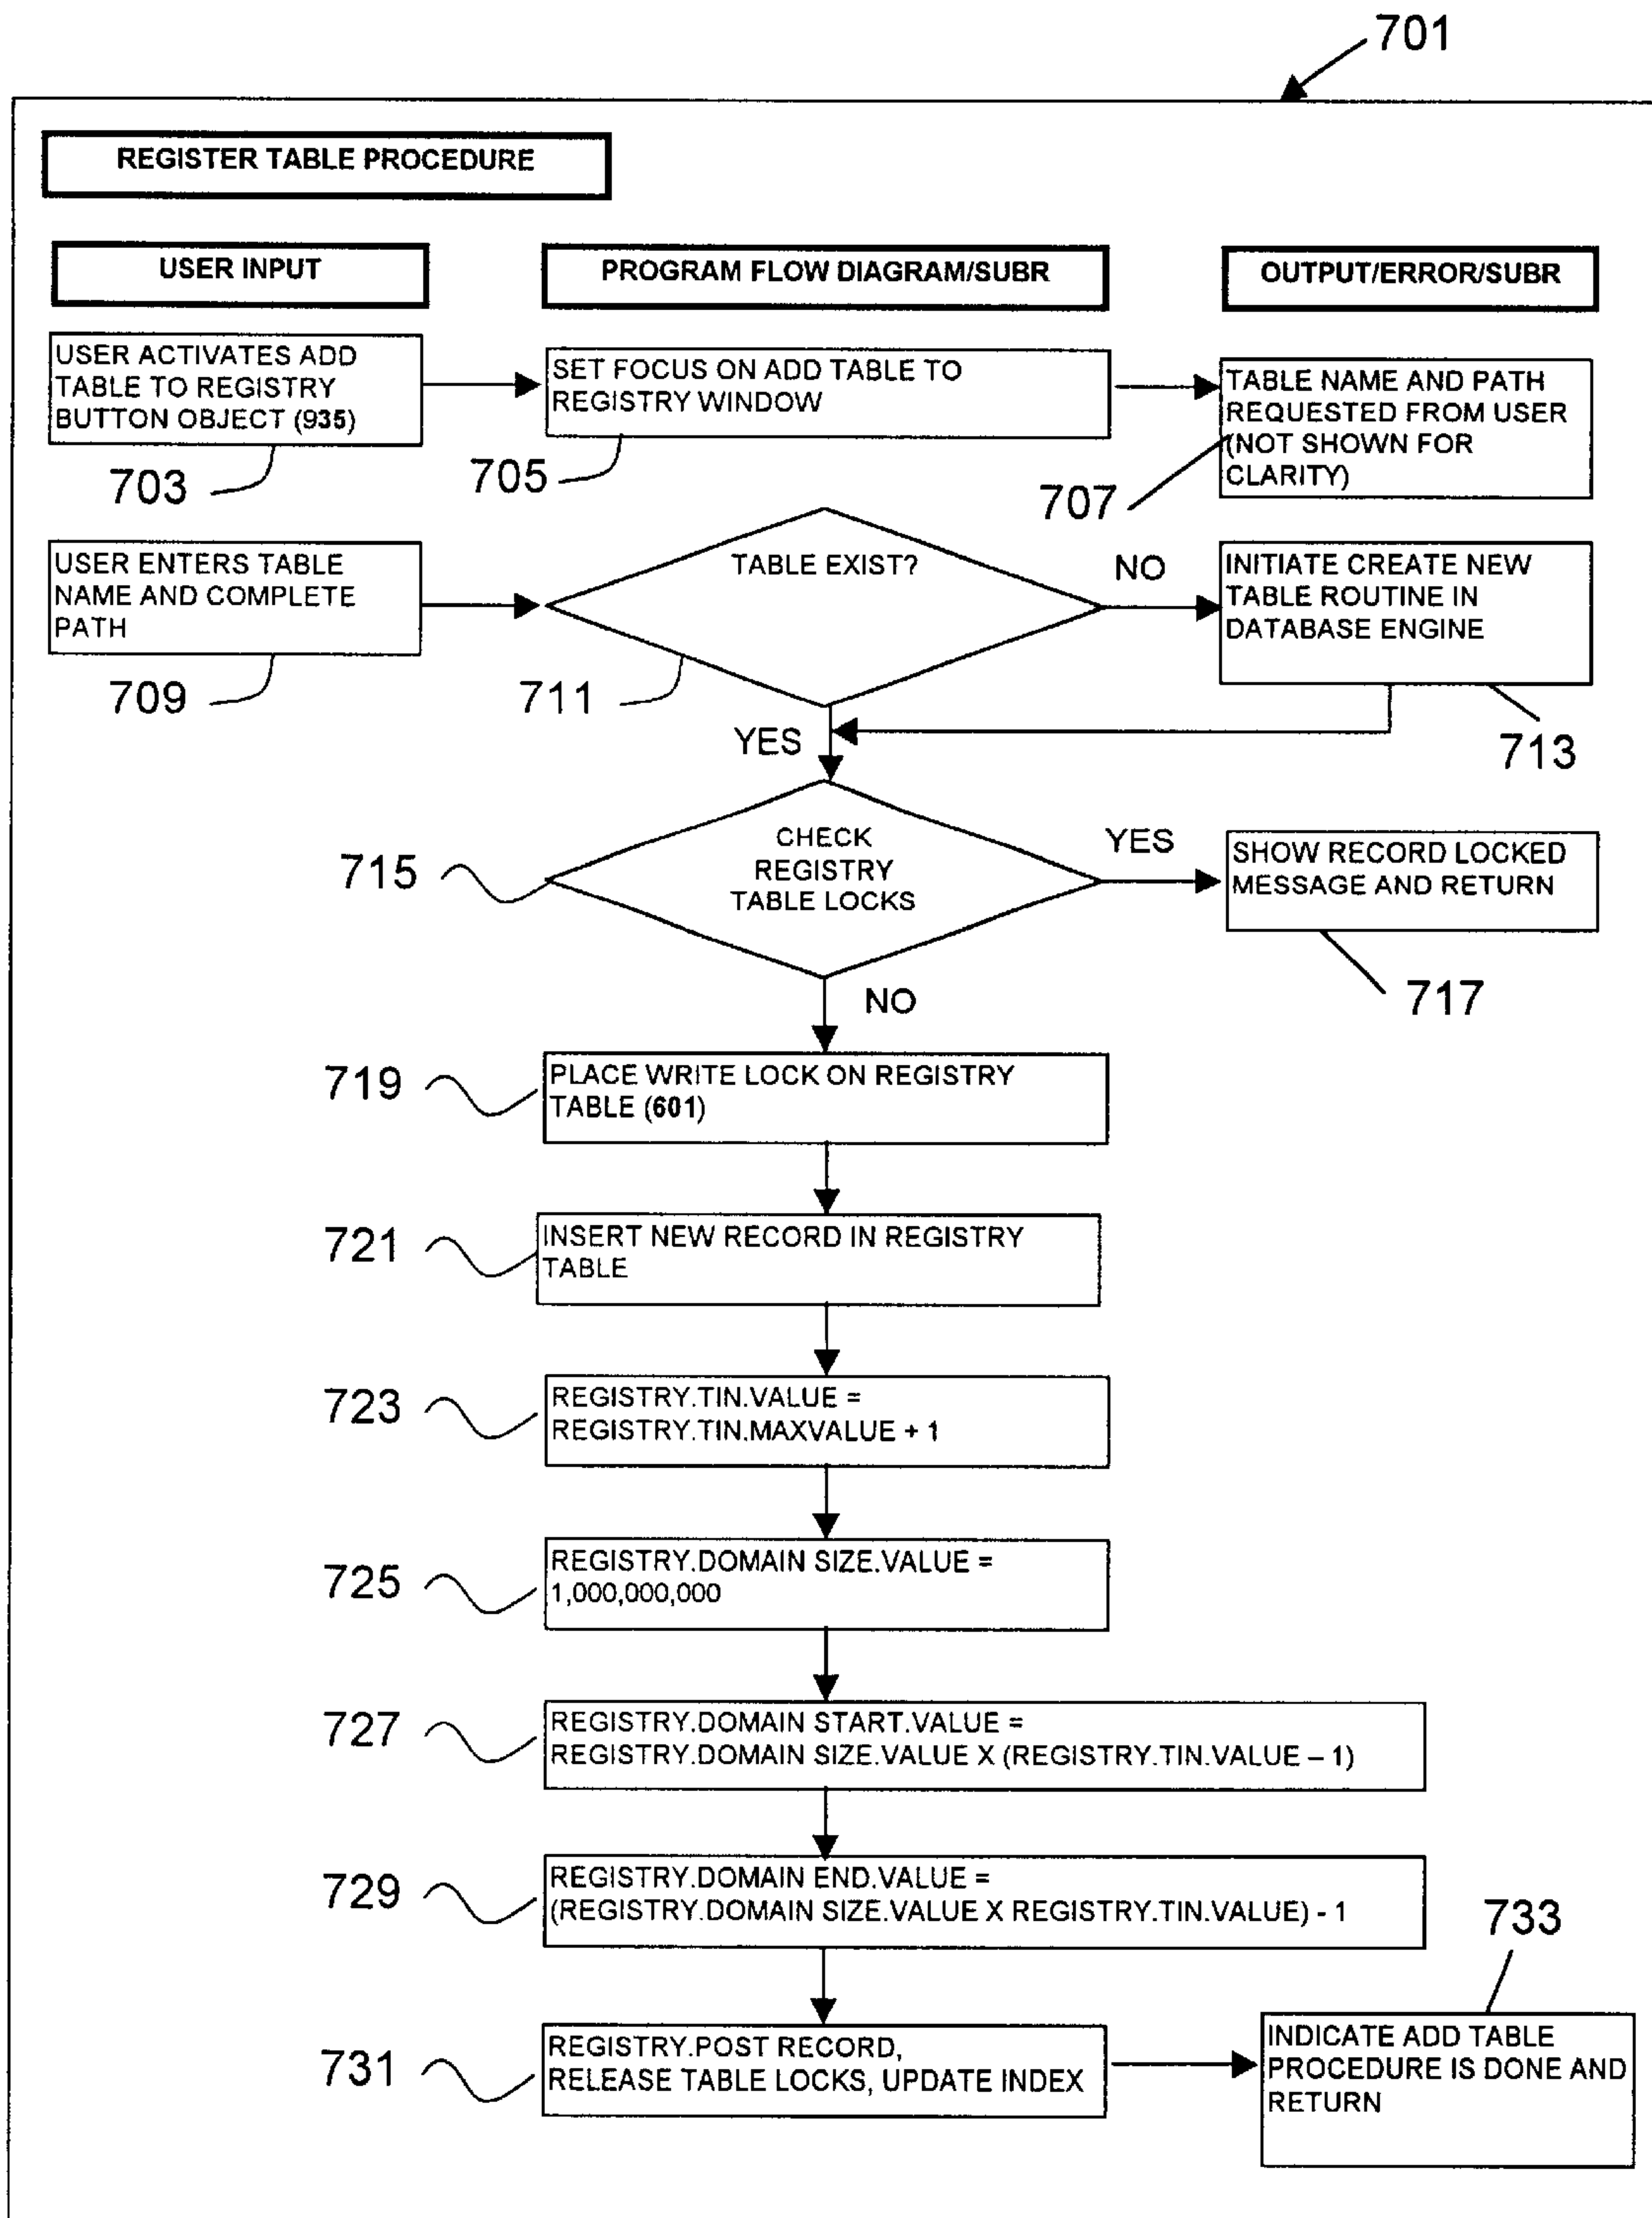 701
REGISTER TABLE PROCEDURE
USER INPUT
PROGRAM FLOW DIAGRAM/SUBR
OUTPUT/ERROR/SUBR
USER ACTIVATES ADD
TABLE TO REGISTRY
BUTTON OBJECT (935)
703
SET FOCUS ON ADD TABLE TO
REGISTRY WINDOW
705
TABLE NAME AND PATH
REQUESTED FROM USER
(NOT SHOWN FOR
CLARITY)
707
USER ENTERS TABLE
NAME AND COMPLETE
PATH
709
TABLE EXIST?
711
NO
INITIATE CREATE NEW
TABLE ROUTINE IN
DATABASE ENGINE
713
YES
CHECK
REGISTRY
TABLE LOCKS
715
YES
SHOW RECORD LOCKED
MESSAGE AND RETURN
717
NO
719
PLACE WRITE LOCK ON REGISTRY
TABLE (601)
721
INSERT NEW RECORD IN REGISTRY
TABLE
723
REGISTRY.TIN.VALUE =
REGISTRY.TIN.MAXVALUE + 1
725
REGISTRY.DOMAIN SIZE.VALUE =
1,000,000,000
727
REGISTRY.DOMAIN START.VALUE =
REGISTRY.DOMAIN SIZE.VALUE X (REGISTRY.TIN.VALUE – 1)
729
REGISTRY.DOMAIN END.VALUE =
(REGISTRY.DOMAIN SIZE.VALUE X REGISTRY.TIN.VALUE) - 1
731
REGISTRY.POST RECORD,
RELEASE TABLE LOCKS, UPDATE INDEX
733
INDICATE ADD TABLE
PROCEDURE IS DONE AND
RETURN